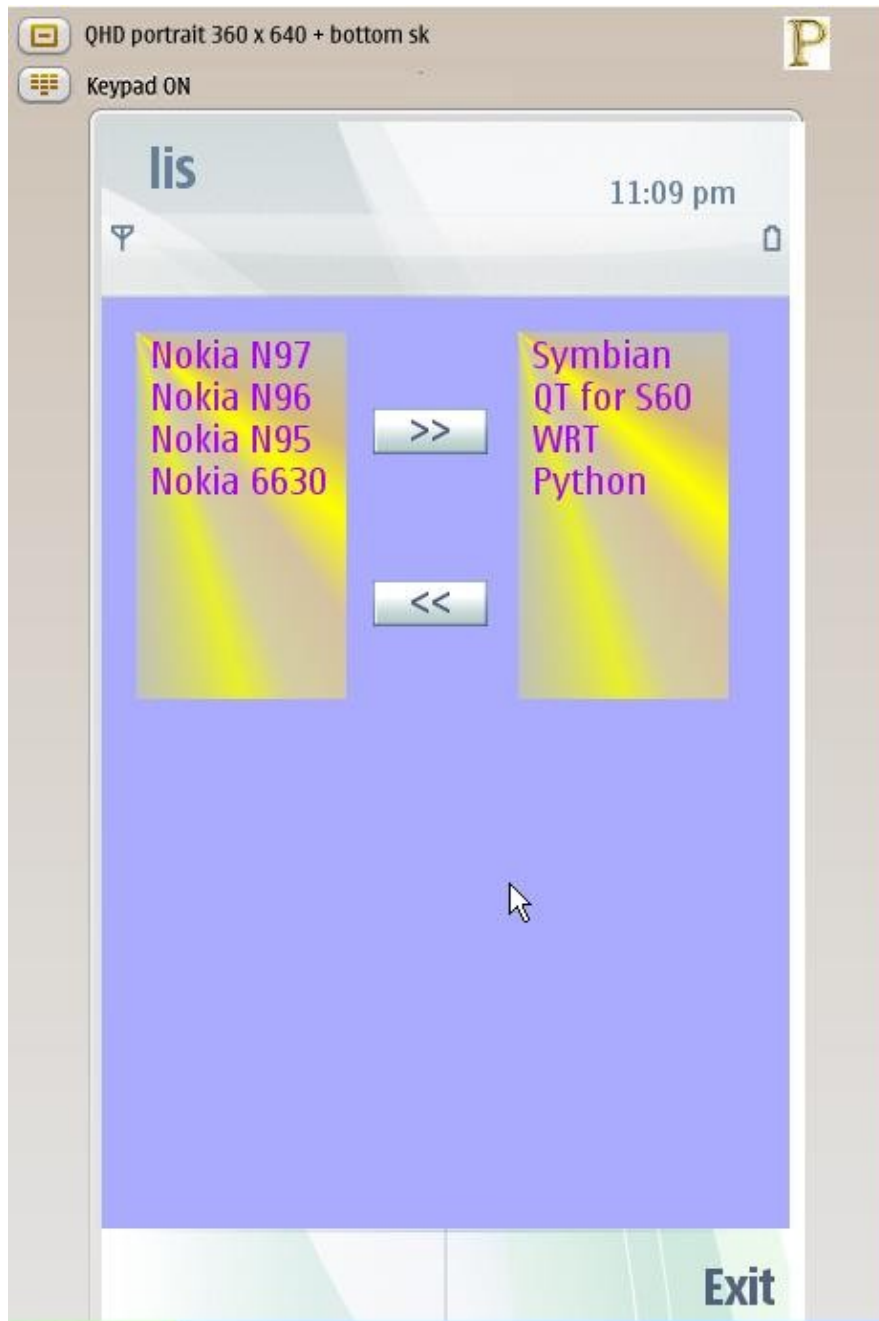 QHD portrait 360 x 640 + bottom sk
P
Keypad ON
lis
11:09 pm
Nokia N97
Nokia N96
Nokia N95
Nokia 6630
>>
<<
Symbian
QT for S60
WRT
Python
Exit